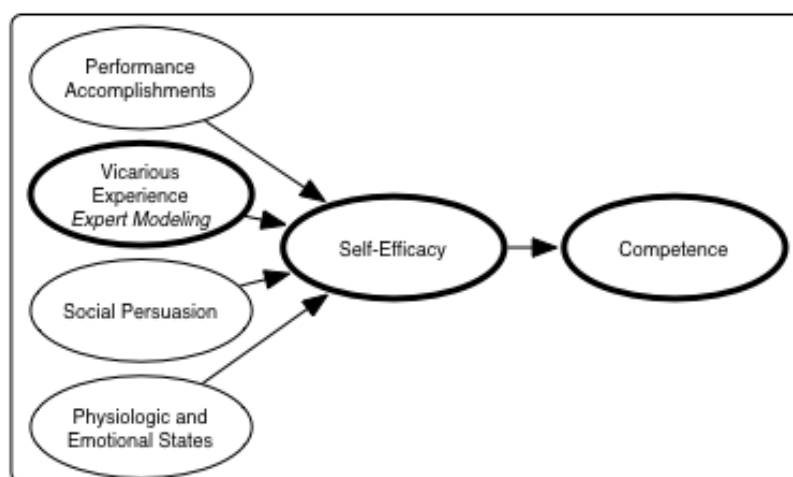 Performance
Accomplishments
Vicarious
Experience
Expert Modeling
Social Persuasion
Physiologic and
Emotional States
Self-Efficacy
Competence